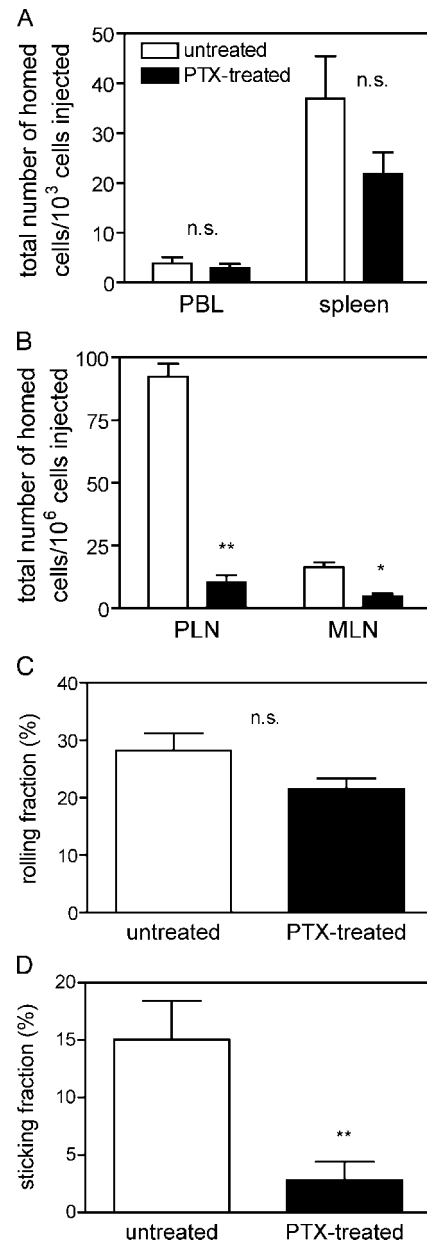 A
total number of homed
cells/10³ cells injected
50
40
30
20
10
0
untreated
PTX-treated
n.s.
n.s.
PBL spleen
B
total number of homed
cells/10⁶ cells injected
100
75
50
25
0
**
*
PLN MLN
C
rolling fraction (%)
40
30
20
10
0
n.s.
untreated PTX-treated
D
sticking fraction (%)
20
15
10
5
0
**
untreated PTX-treated